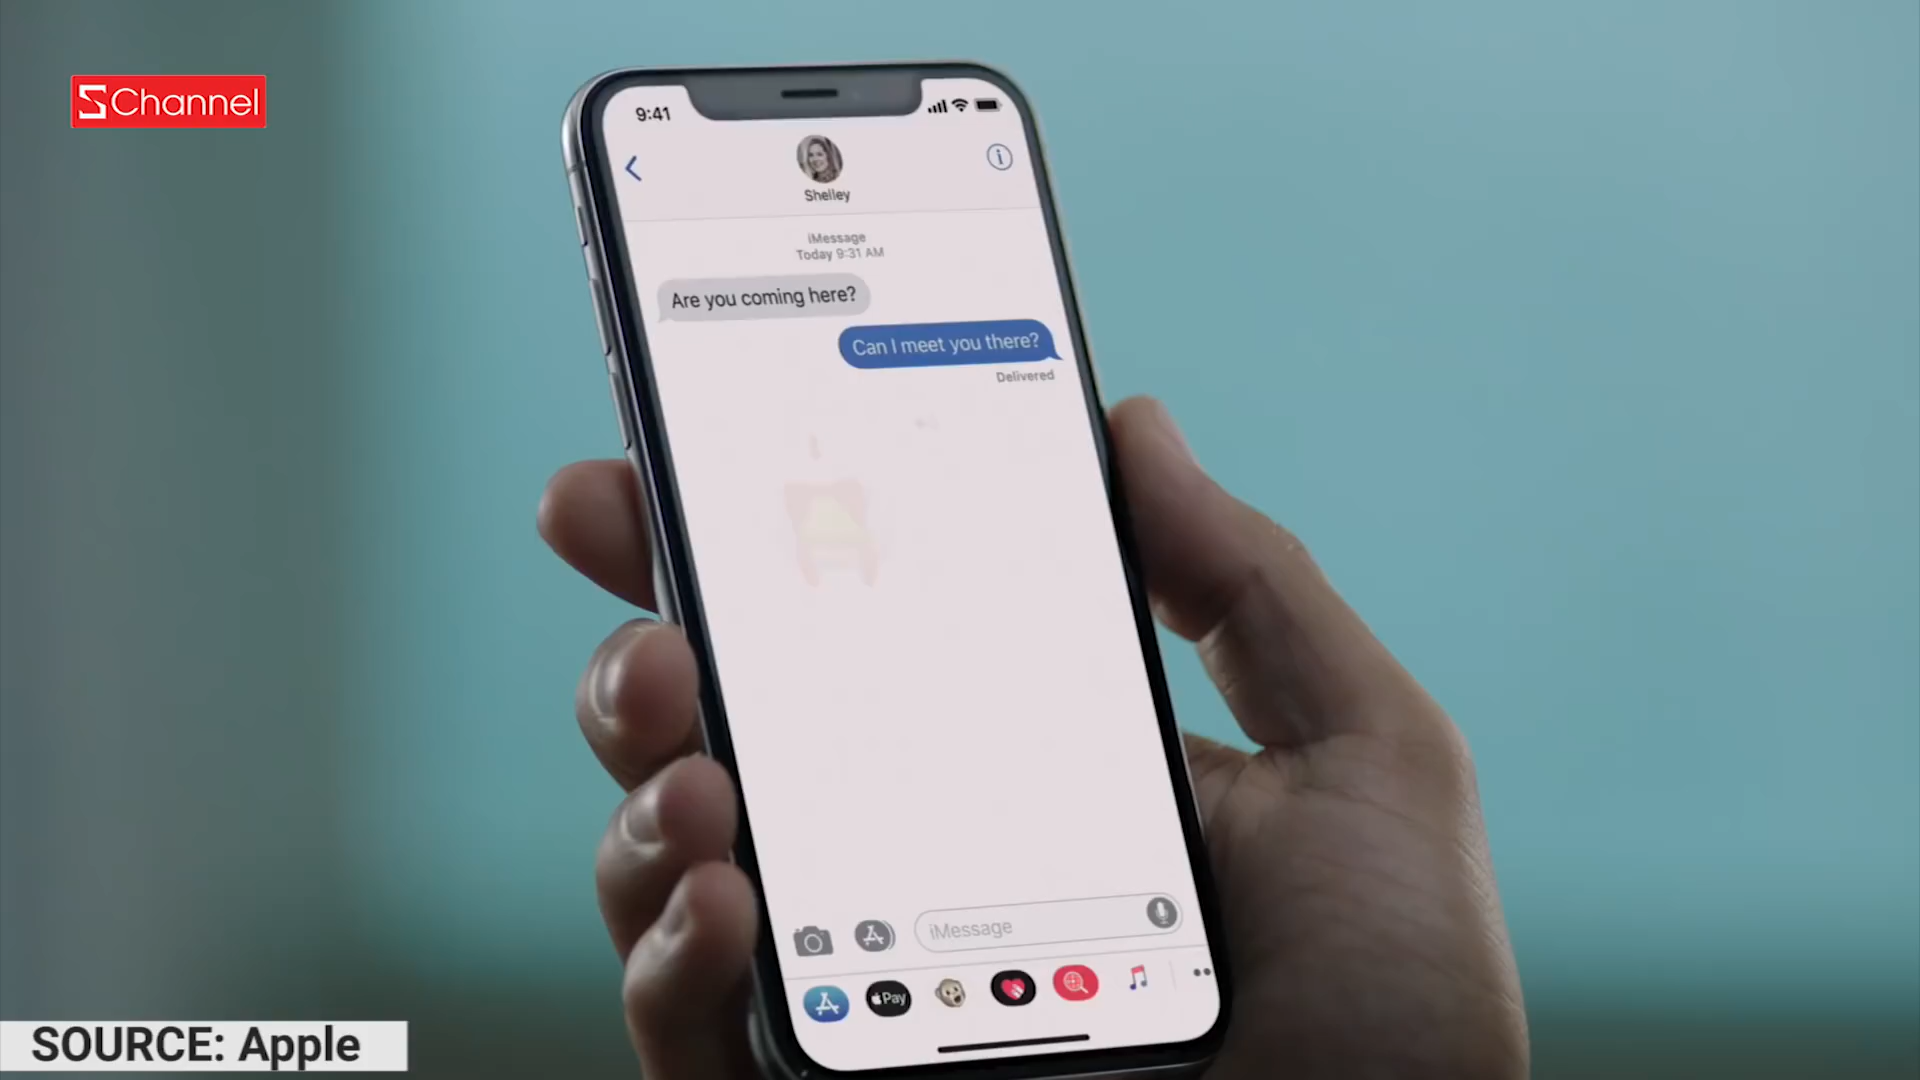 SChannel
9:41
Shelley
iMessage
Today 9:31 AM
Are you coming here?
Can I meet you there?
Delivered
iMessage
Pay
SOURCE: Apple